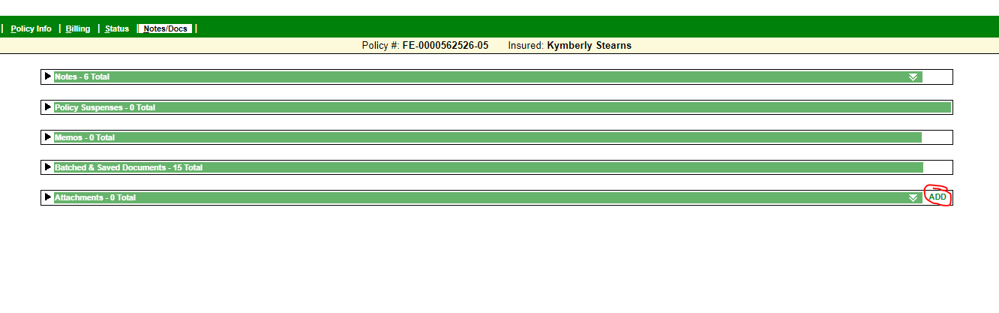 | Policy Info | Billing | Status | Notes/Docs |
Policy #: FE-0000562526-05 Insured: Kymberly Stearns
Notes - 6 Total
Policy Suspenses - 0 Total
Memos - 0 Total
Batched & Saved Documents - 15 Total
Attachments - 0 Total ADD